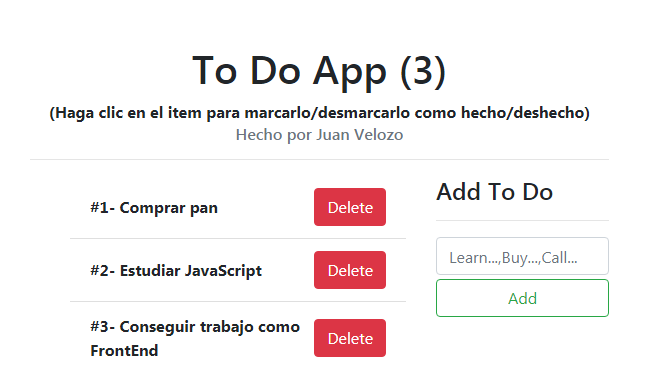 To Do App (3)
(Haga clic en el item para marcarlo/desmarcarlo como hecho/deshecho)
Hecho por Juan Velozo
#1- Comprar pan
Delete
#2- Estudiar JavaScript
Delete
#3- Conseguir trabajo como
FrontEnd
Delete
Add To Do
Learn...,Buy...,Call...
Add